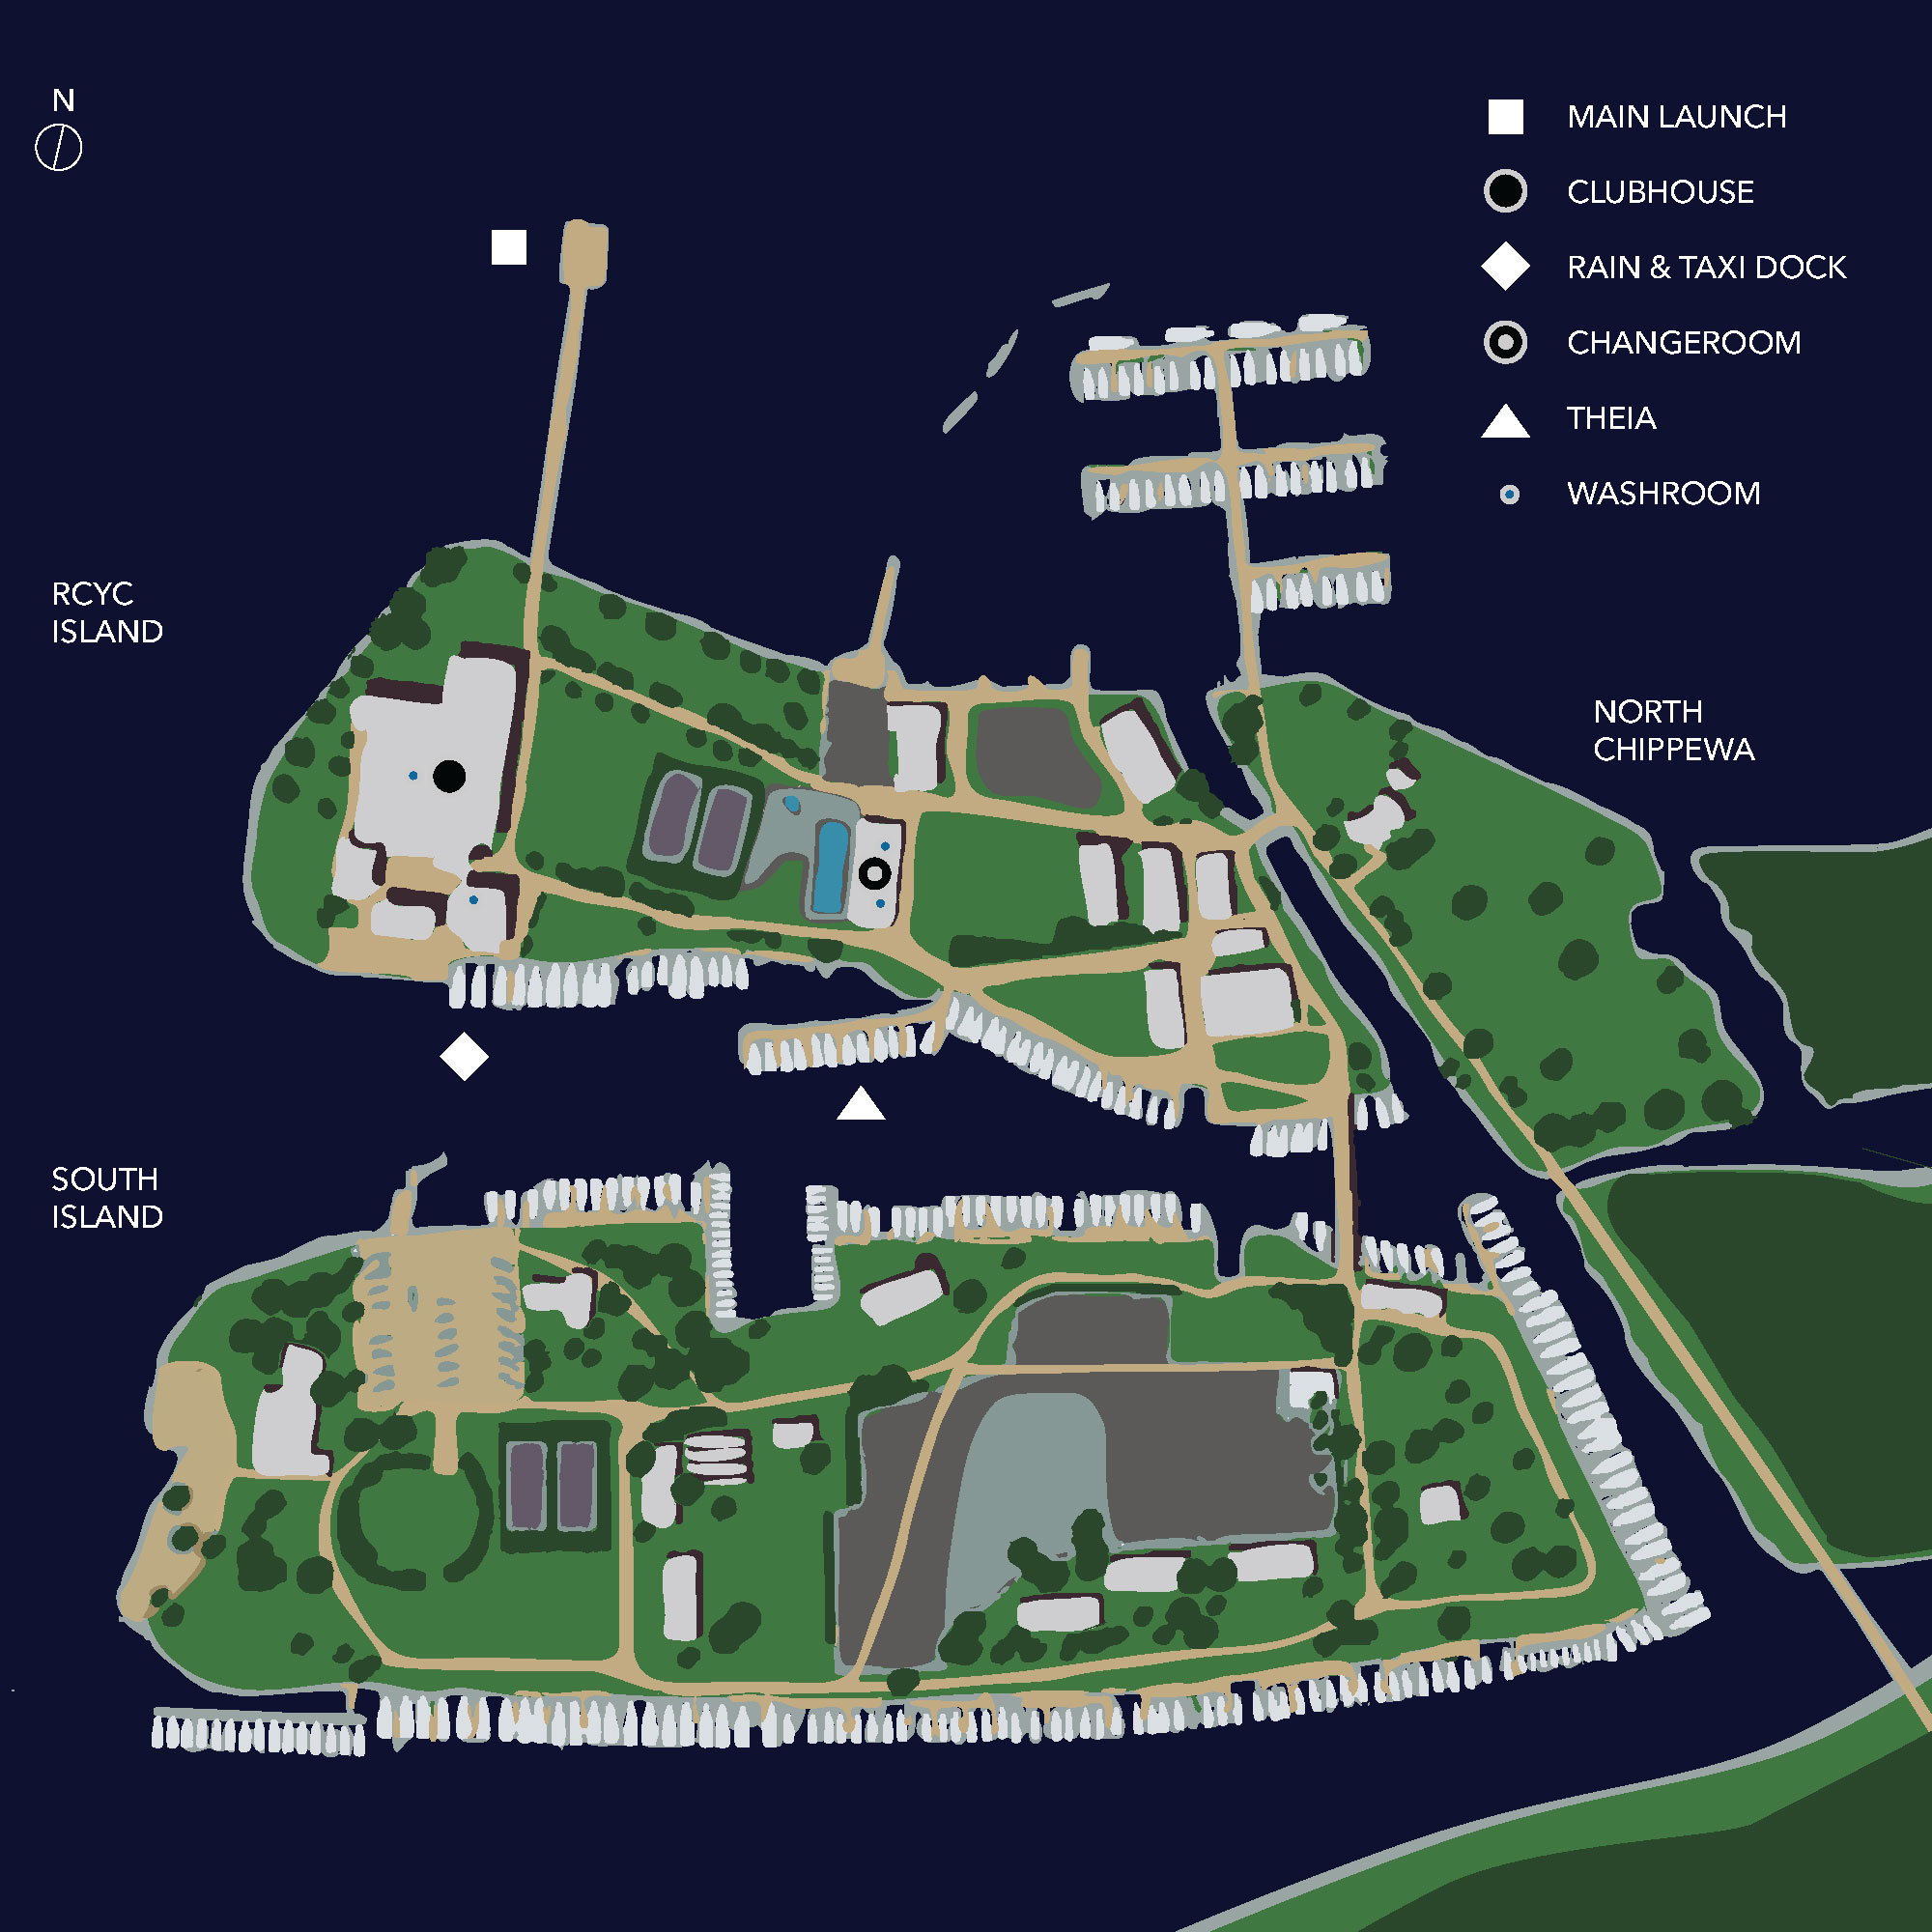 N
MAIN LAUNCH
CLUBHOUSE
RAIN & TAXI DOCK
CHANGEROOM
THEIA
WASHROOM
RCYC
ISLAND
NORTH
CHIPPEWA
SOUTH
ISLAND